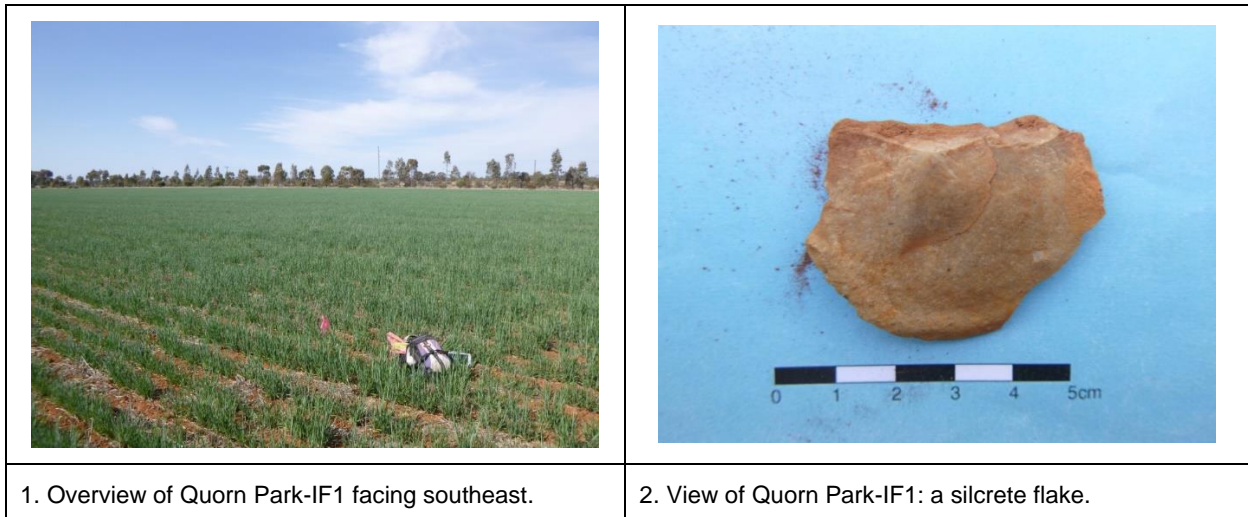 0 1 2 3 4 5cm
1. Overview of Quorn Park-IF1 facing southeast.
2. View of Quorn Park-IF1: a silcrete flake.